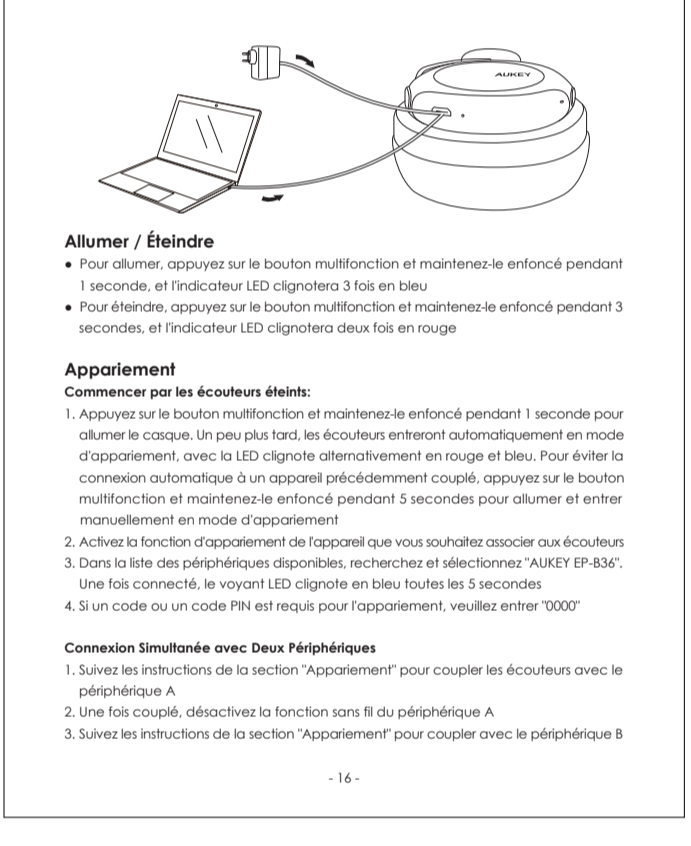 AUKEY
Allumer / Éteindre
● Pour allumer, appuyez sur le bouton multifonction et maintenez-le enfoncé pendant
1 seconde, et l'indicateur LED clignotera 3 fois en bleu
● Pour éteindre, appuyez sur le bouton multifonction et maintenez-le enfoncé pendant 3
secondes, et l'indicateur LED clignotera deux fois en rouge
Appariement
Commencer par les écouteurs éteints:
1. Appuyez sur le bouton multifonction et maintenez-le enfoncé pendant 1 seconde pour
allumer le casque. Un peu plus tard, les écouteurs entreront automatiquement en mode
d'appariement, avec la LED clignote alternativement en rouge et bleu. Pour éviter la
connexion automatique à un appareil précédemment couplé, appuyez sur le bouton
multifonction et maintenez-le enfoncé pendant 5 secondes pour allumer et entrer
manuellement en mode d'appariement
2. Activez la fonction d'appariement de l'appareil que vous souhaitez associer aux écouteurs
3. Dans la liste des périphériques disponibles, recherchez et sélectionnez "AUKEY EP-B36".
Une fois connecté, le voyant LED clignote en bleu toutes les 5 secondes
4. Si un code ou un code PIN est requis pour l'appariement, veuillez entrer "0000"
Connexion Simultanée avec Deux Périphériques
1. Suivez les instructions de la section "Appariement" pour coupler les écouteurs avec le
périphérique A
2. Une fois couplé, désactivez la fonction sans fil du périphérique A
3. Suivez les instructions de la section "Appariement" pour coupler avec le périphérique B
- 16 -